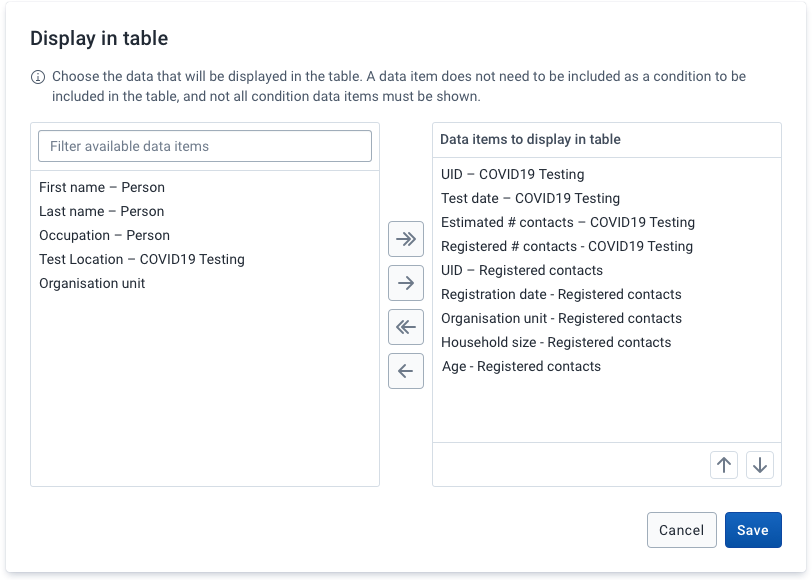 Display in table
Choose the data that will be displayed in the table. A data item does not need to be included as a condition to be
included in the table, and not all condition data items must be shown.
Filter available data items
First name – Person
Last name – Person
Occupation – Person
Test Location – COVID19 Testing
Organisation unit
Data items to display in table
UID – COVID19 Testing
Test date – COVID19 Testing
Estimated # contacts – COVID19 Testing
Registered # contacts - COVID19 Testing
UID – Registered contacts
Registration date - Registered contacts
Organisation unit - Registered contacts
Household size - Registered contacts
Age - Registered contacts
Cancel
Save